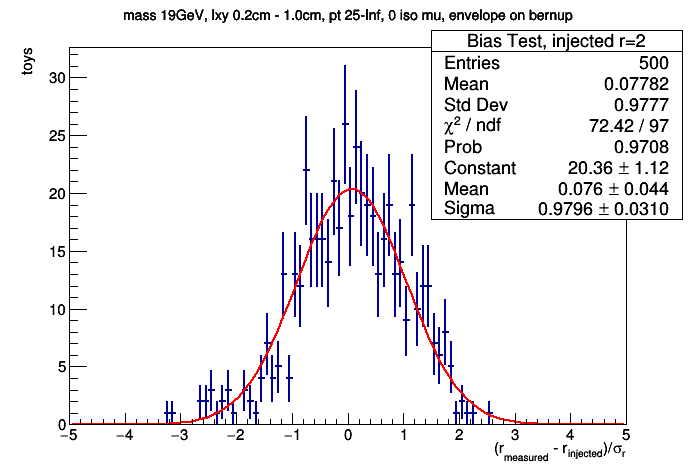 mass 19GeV, lxy 0.2cm - 1.0cm, pt 25-Inf, 0 iso mu, envelope on bernup
Bias Test, injected r=2
Entries 500
Mean 0.07782
Std Dev 0.9777
χ² / ndf 72.42 / 97
Prob 0.9708
Constant 20.36 ± 1.12
Mean 0.076 ± 0.044
Sigma 0.9796 ± 0.0310
toys
30
25
20
15
10
5
0
−5 −4 −3 −2 −1 0 1 2 3 4 5
(r_measured - r_injected)/σ_r